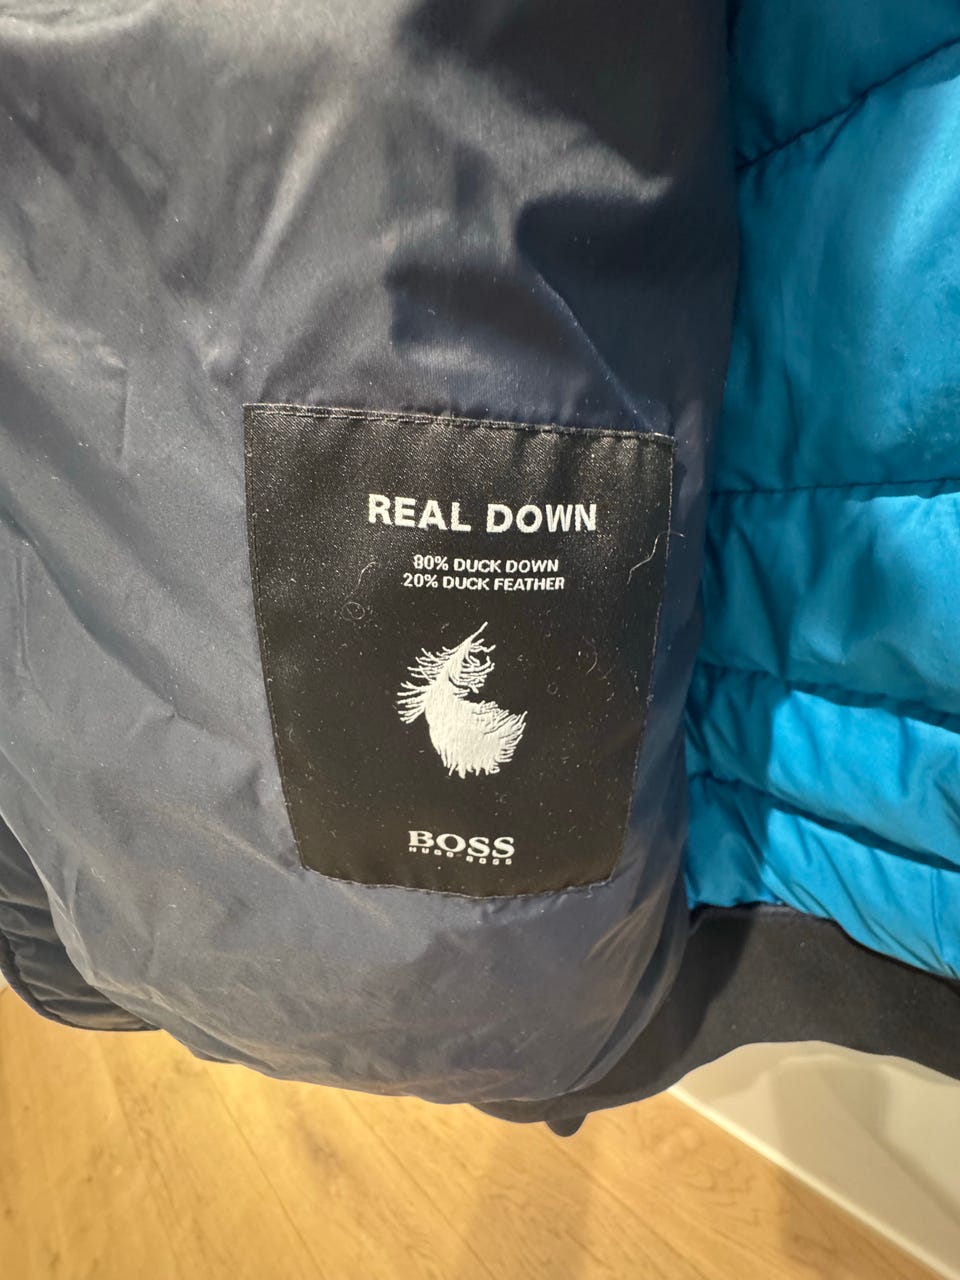 REAL DOWN
80% DUCK DOWN
20% DUCK FEATHER
BOSS
HUGO BOSS